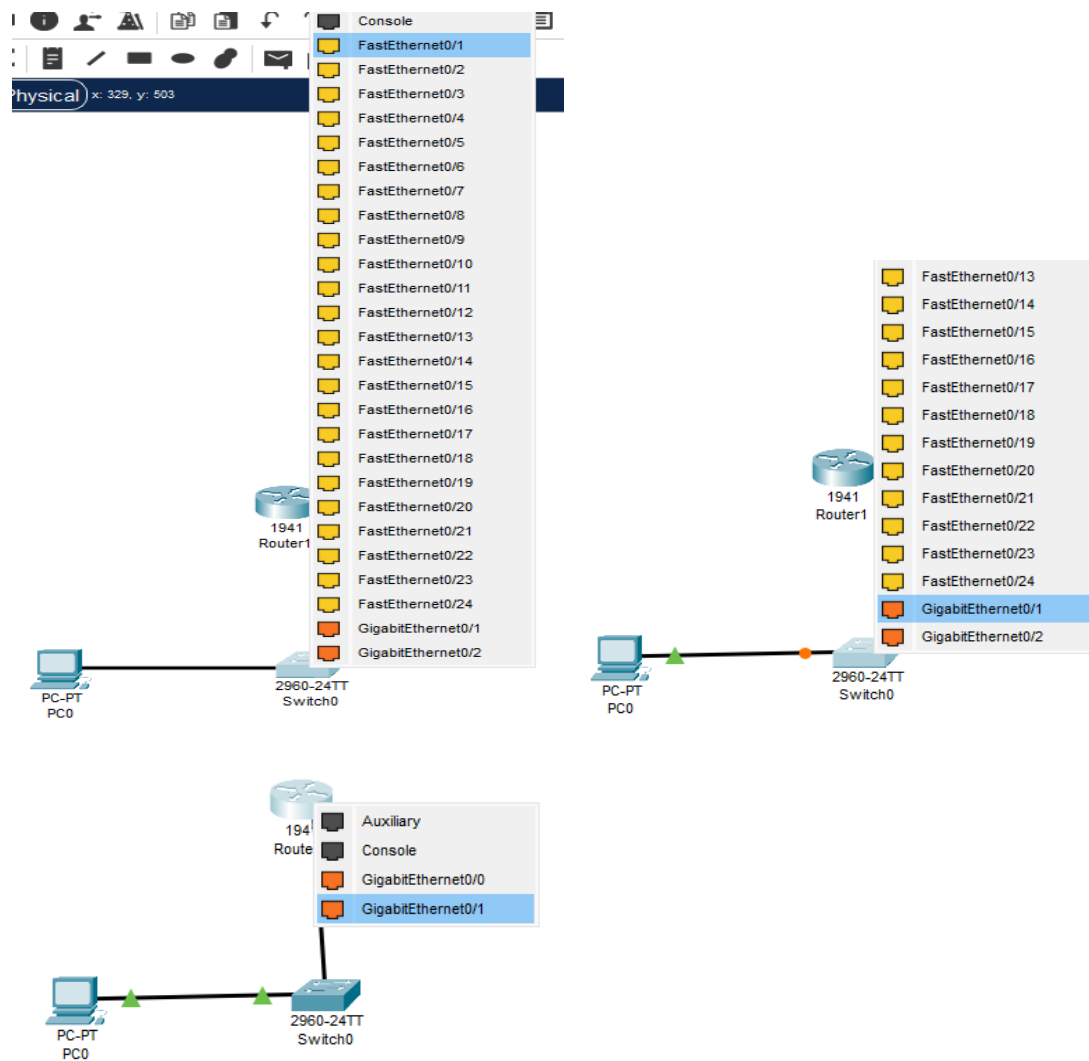 Console
FastEthernet0/1
Physical x: 329, y: 503
FastEthernet0/2
FastEthernet0/3
FastEthernet0/4
FastEthernet0/5
FastEthernet0/6
FastEthernet0/7
FastEthernet0/8
FastEthernet0/9
FastEthernet0/10
FastEthernet0/11
FastEthernet0/12
FastEthernet0/13
FastEthernet0/14
FastEthernet0/15
FastEthernet0/16
FastEthernet0/17
FastEthernet0/18
FastEthernet0/19
FastEthernet0/20
FastEthernet0/21
FastEthernet0/22
FastEthernet0/23
FastEthernet0/24
GigabitEthernet0/1
GigabitEthernet0/2
1941
Router1
PC-PT
PC0
2960-24TT
Switch0
FastEthernet0/13
FastEthernet0/14
FastEthernet0/15
FastEthernet0/16
FastEthernet0/17
FastEthernet0/18
FastEthernet0/19
FastEthernet0/20
FastEthernet0/21
FastEthernet0/22
FastEthernet0/23
FastEthernet0/24
GigabitEthernet0/1
GigabitEthernet0/2
1941
Router1
PC-PT
PC0
2960-24TT
Switch0
Auxiliary
Console
GigabitEthernet0/0
GigabitEthernet0/1
194
Route
PC-PT
PC0
2960-24TT
Switch0